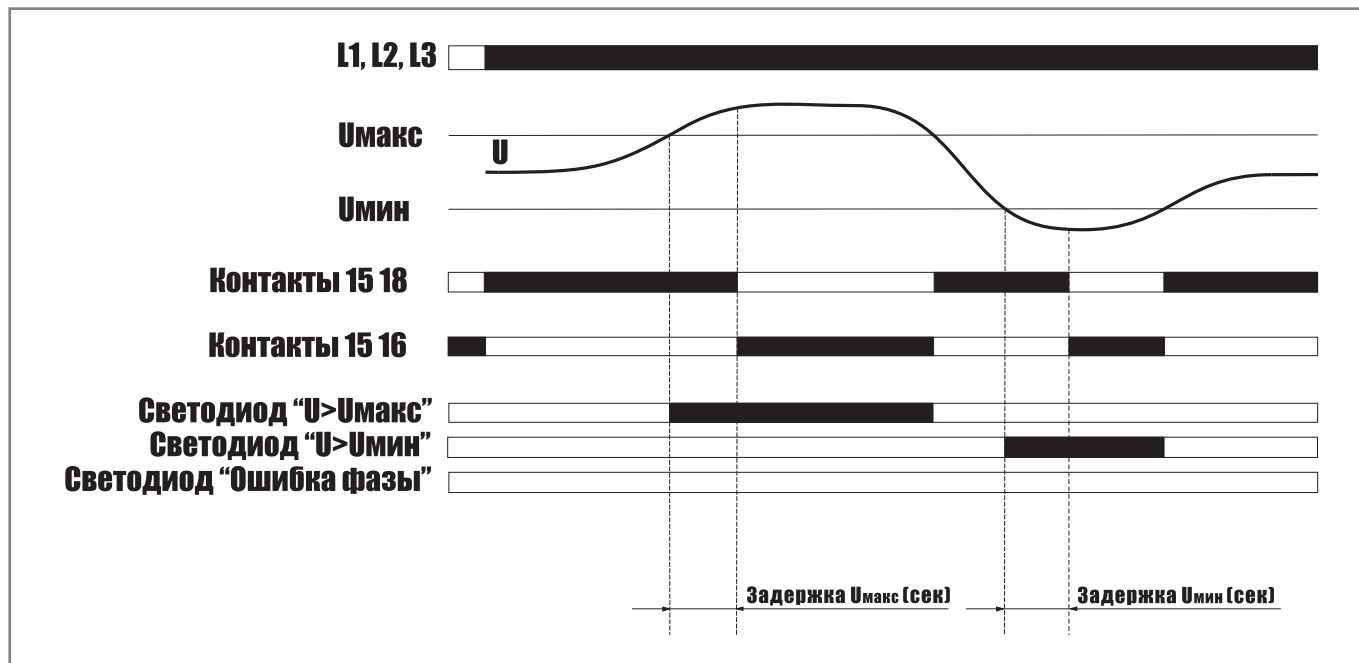 L1, L2, L3
Uмакс
U
Uмин
Контакты 15 18
Контакты 15 16
Светодиод “U>Uмакс”
Светодиод “U>Uмин”
Светодиод “Ошибка фазы”
Задержка Uмакс (сек)
Задержка Uмин (сек)